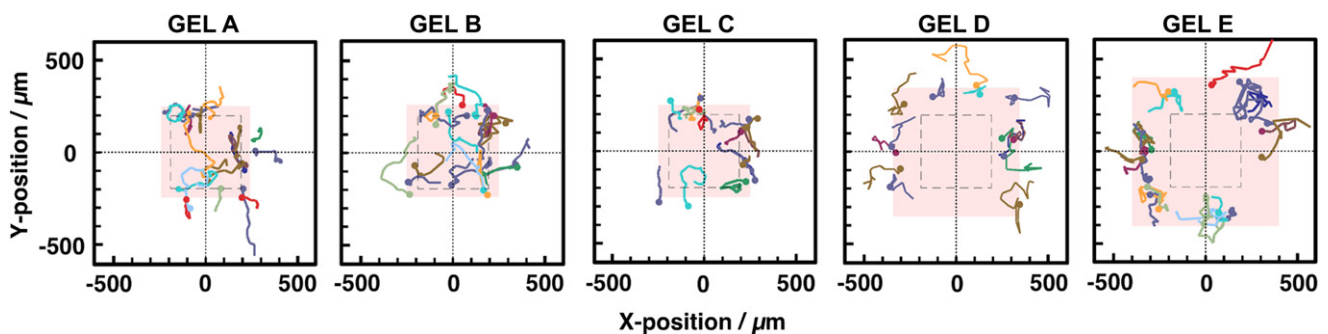 GEL A GEL B GEL C GEL D GEL E
Y-position / µm
500
0
-500
-500 0 500 -500 0 500 -500 0 500 -500 0 500 -500 0 500
X-position / µm